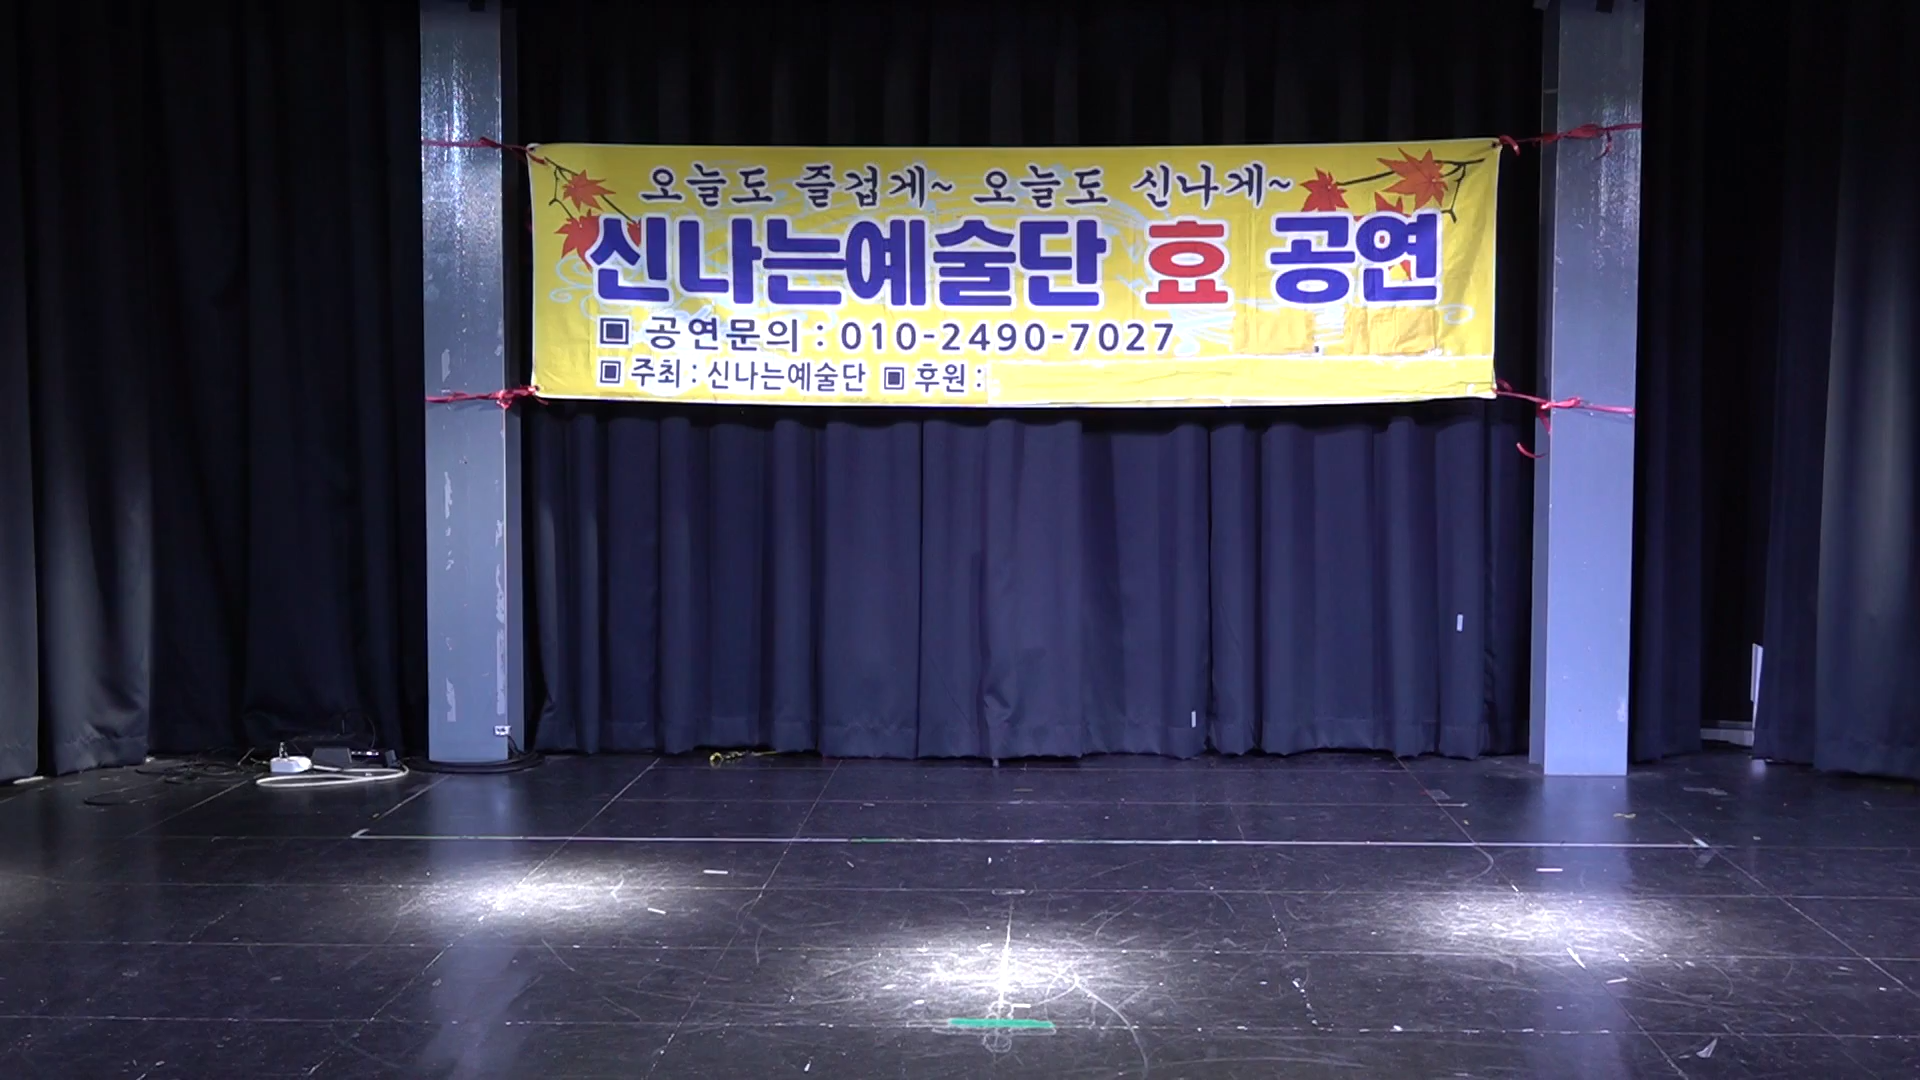 오늘도 즐겁게~ 오늘도 신나게~
신나는예술단 효 공연
▣ 공연문의 : 010-2490-7027
▣ 주최 : 신나는예술단 ▣ 후원 :